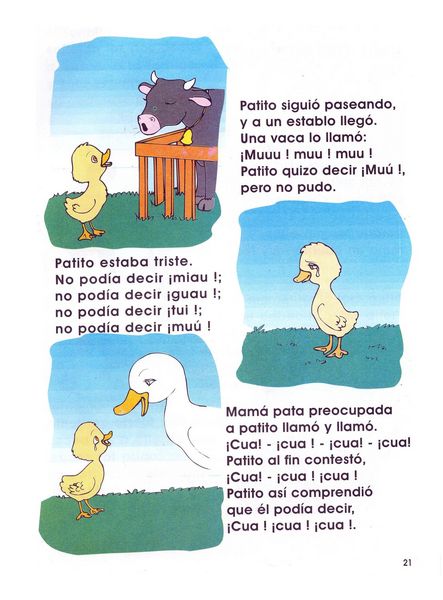 Patito siguió paseando,
y a un establo llegó.
Una vaca lo llamó:
¡Muuu ! muu ! muu !
Patito quizo decir ¡Muú !,
pero no pudo.
Patito estaba triste.
No podía decir ¡miau !;
no podía decir ¡guau !;
no podía decir ¡tui !;
no podía decir ¡muú !
Mamá pata preocupada
a patito llamó y llamó.
¡Cua! - ¡cua ! - ¡cua! - ¡cua!
Patito al fin contestó,
¡Cua! - ¡cua ! ¡cua !
Patito así comprendió
que él podía decir,
¡Cua ! ¡cua ! ¡cua !.
21